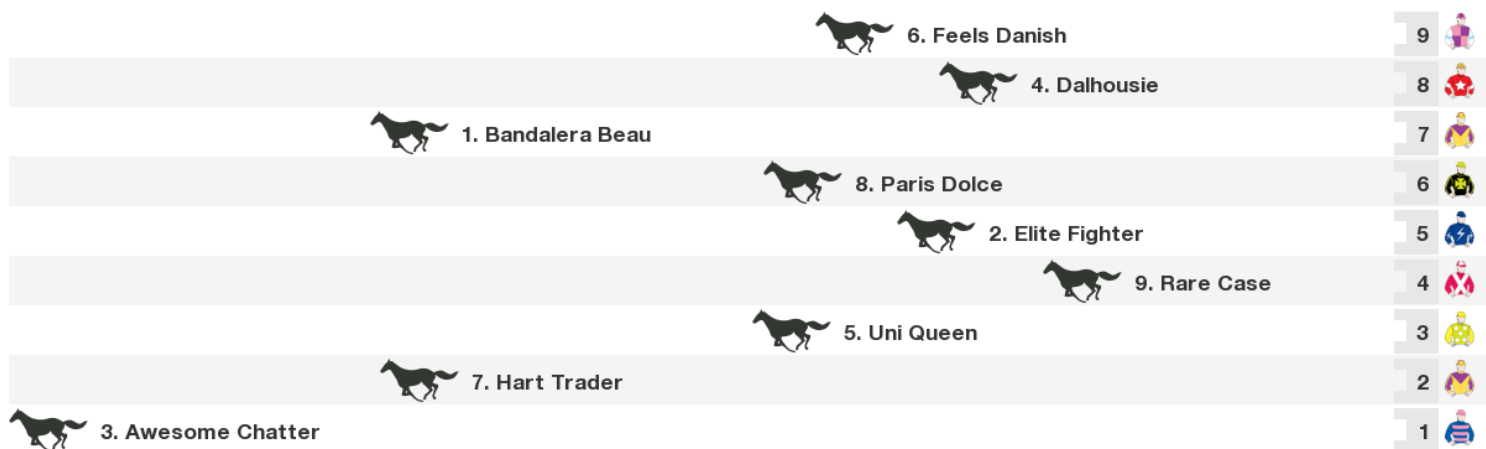 6. Feels Danish 9
4. Dalhousie 8
1. Bandalera Beau 7
8. Paris Dolce 6
2. Elite Fighter 5
9. Rare Case 4
5. Uni Queen 3
7. Hart Trader 2
3. Awesome Chatter 1